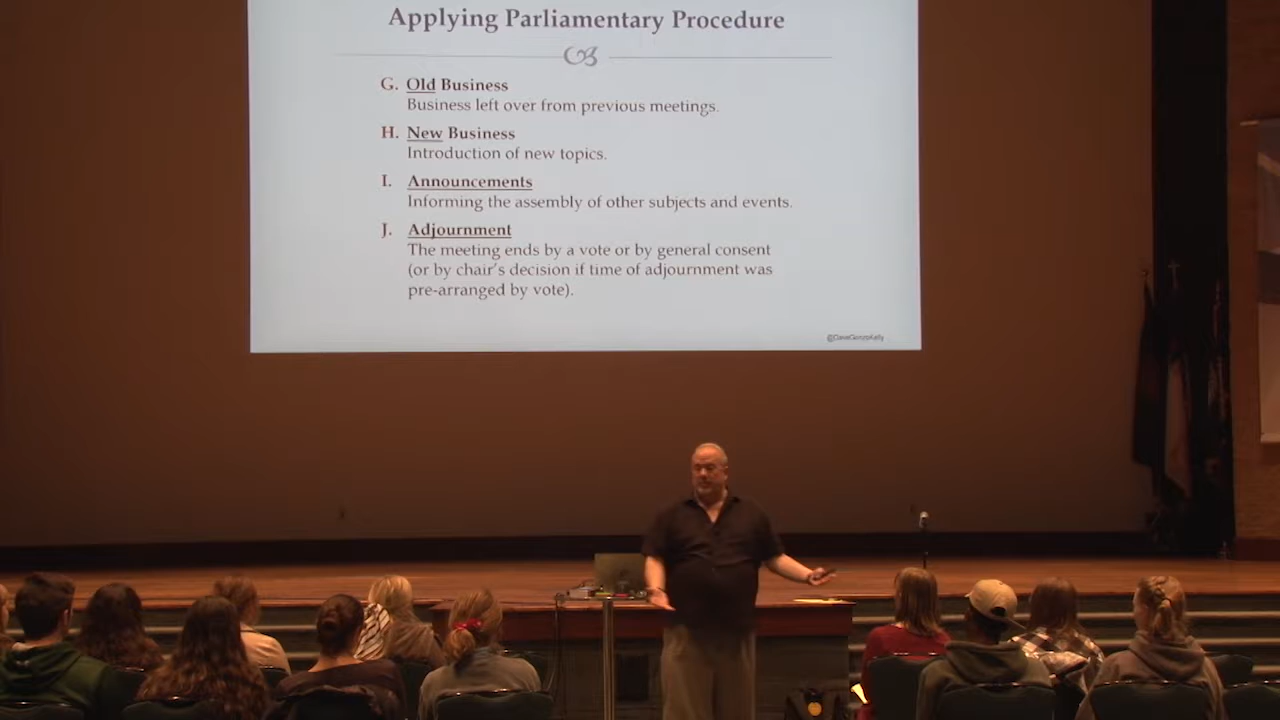 Applying Parliamentary Procedure
G. Old Business
Business left over from previous meetings.
H. New Business
Introduction of new topics.
I. Announcements
Informing the assembly of other subjects and events.
J. Adjournment
The meeting ends by a vote or by general consent
(or by chair's decision if time of adjournment was
pre-arranged by vote).
@DaveGonzoKelly